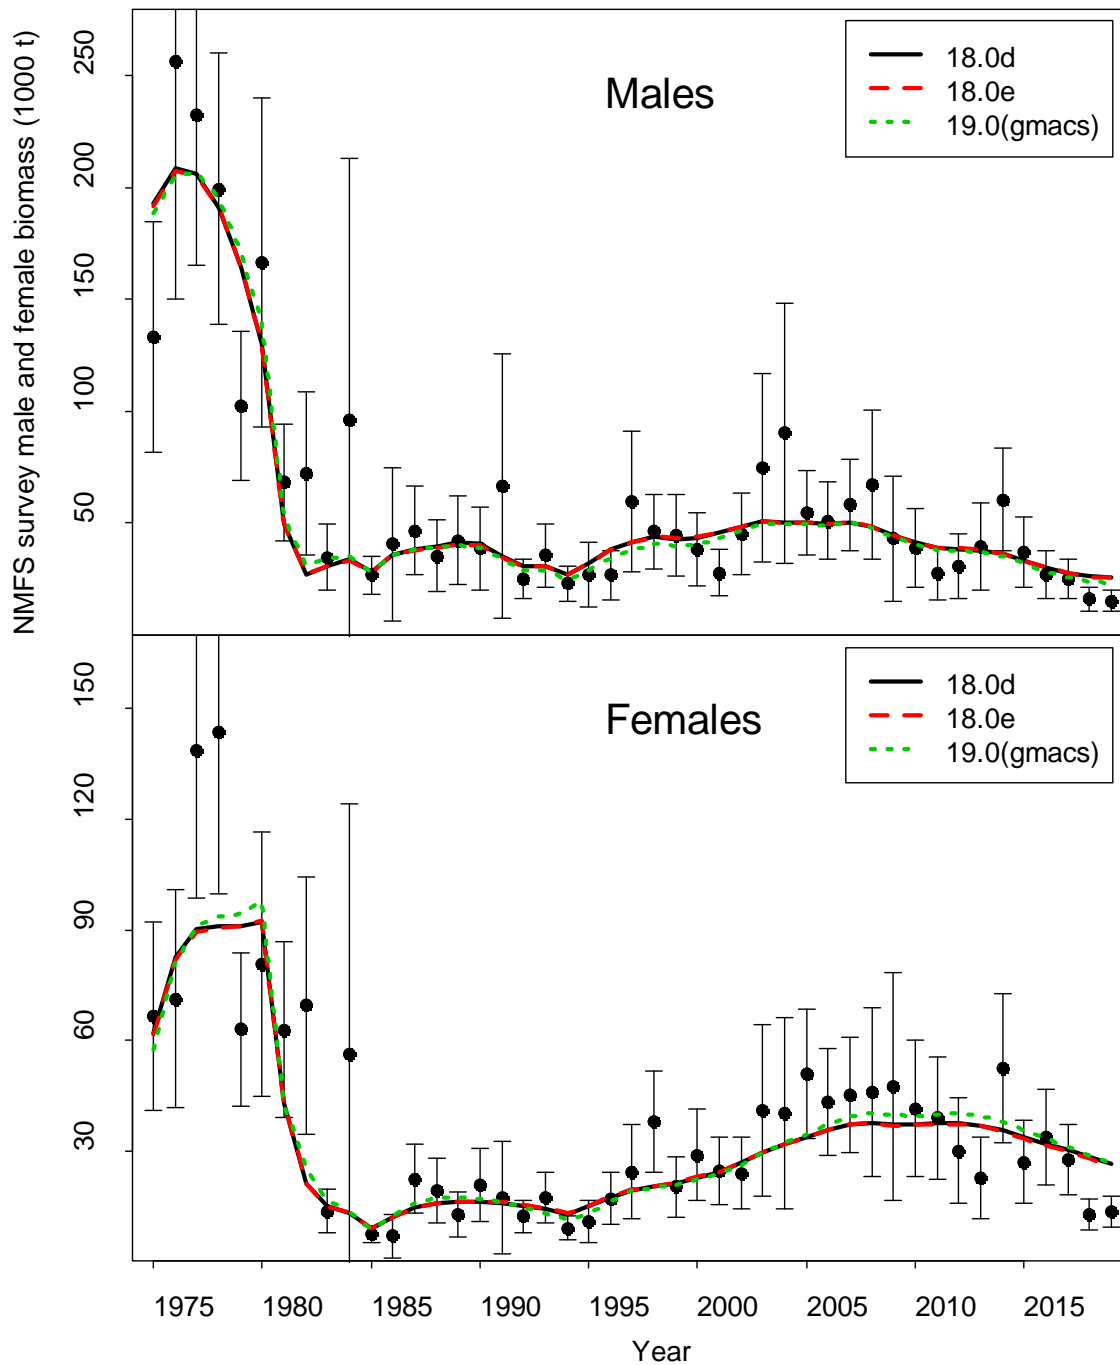 NMFS survey male and female biomass (1000 t)
250
200
150
100
50
Males
18.0d
18.0e
19.0(gmacs)
150
120
90
60
30
Females
18.0d
18.0e
19.0(gmacs)
1975 1980 1985 1990 1995 2000 2005 2010 2015
Year